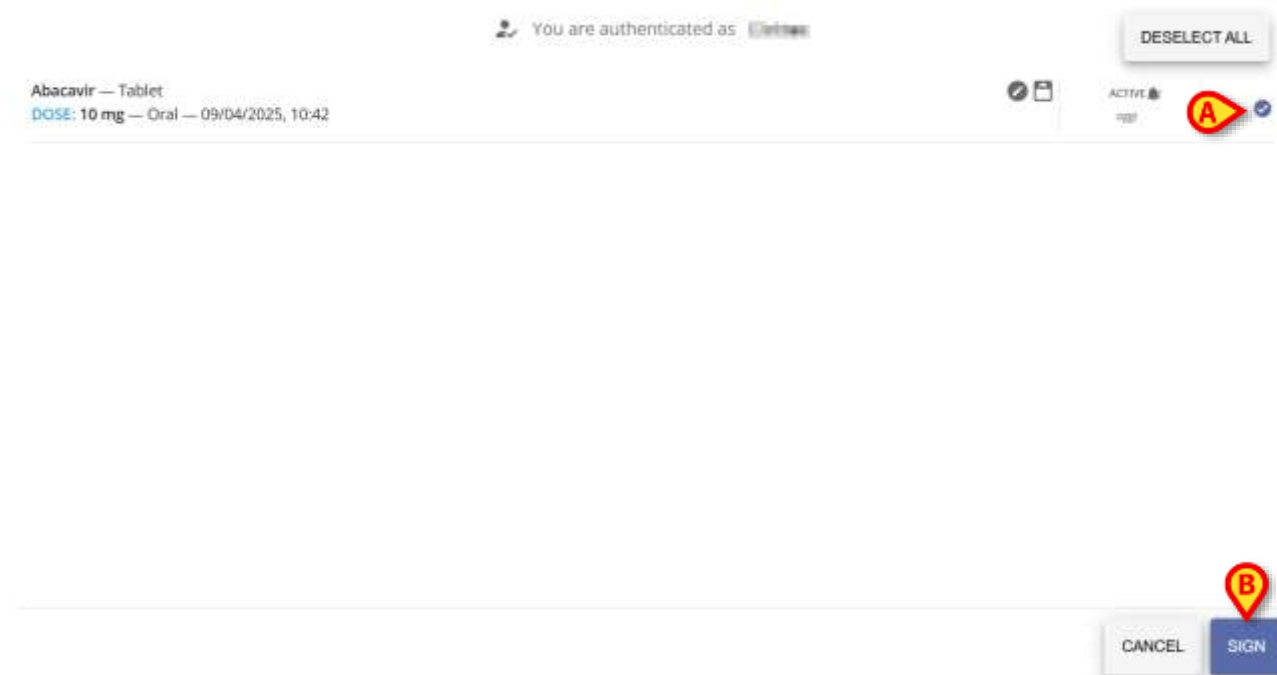 You are authenticated as
DESELECT ALL
Abacavir — Tablet
DOSE: 10 mg — Oral — 09/04/2025, 10:42
ACTIVE
A
B
CANCEL
SIGN